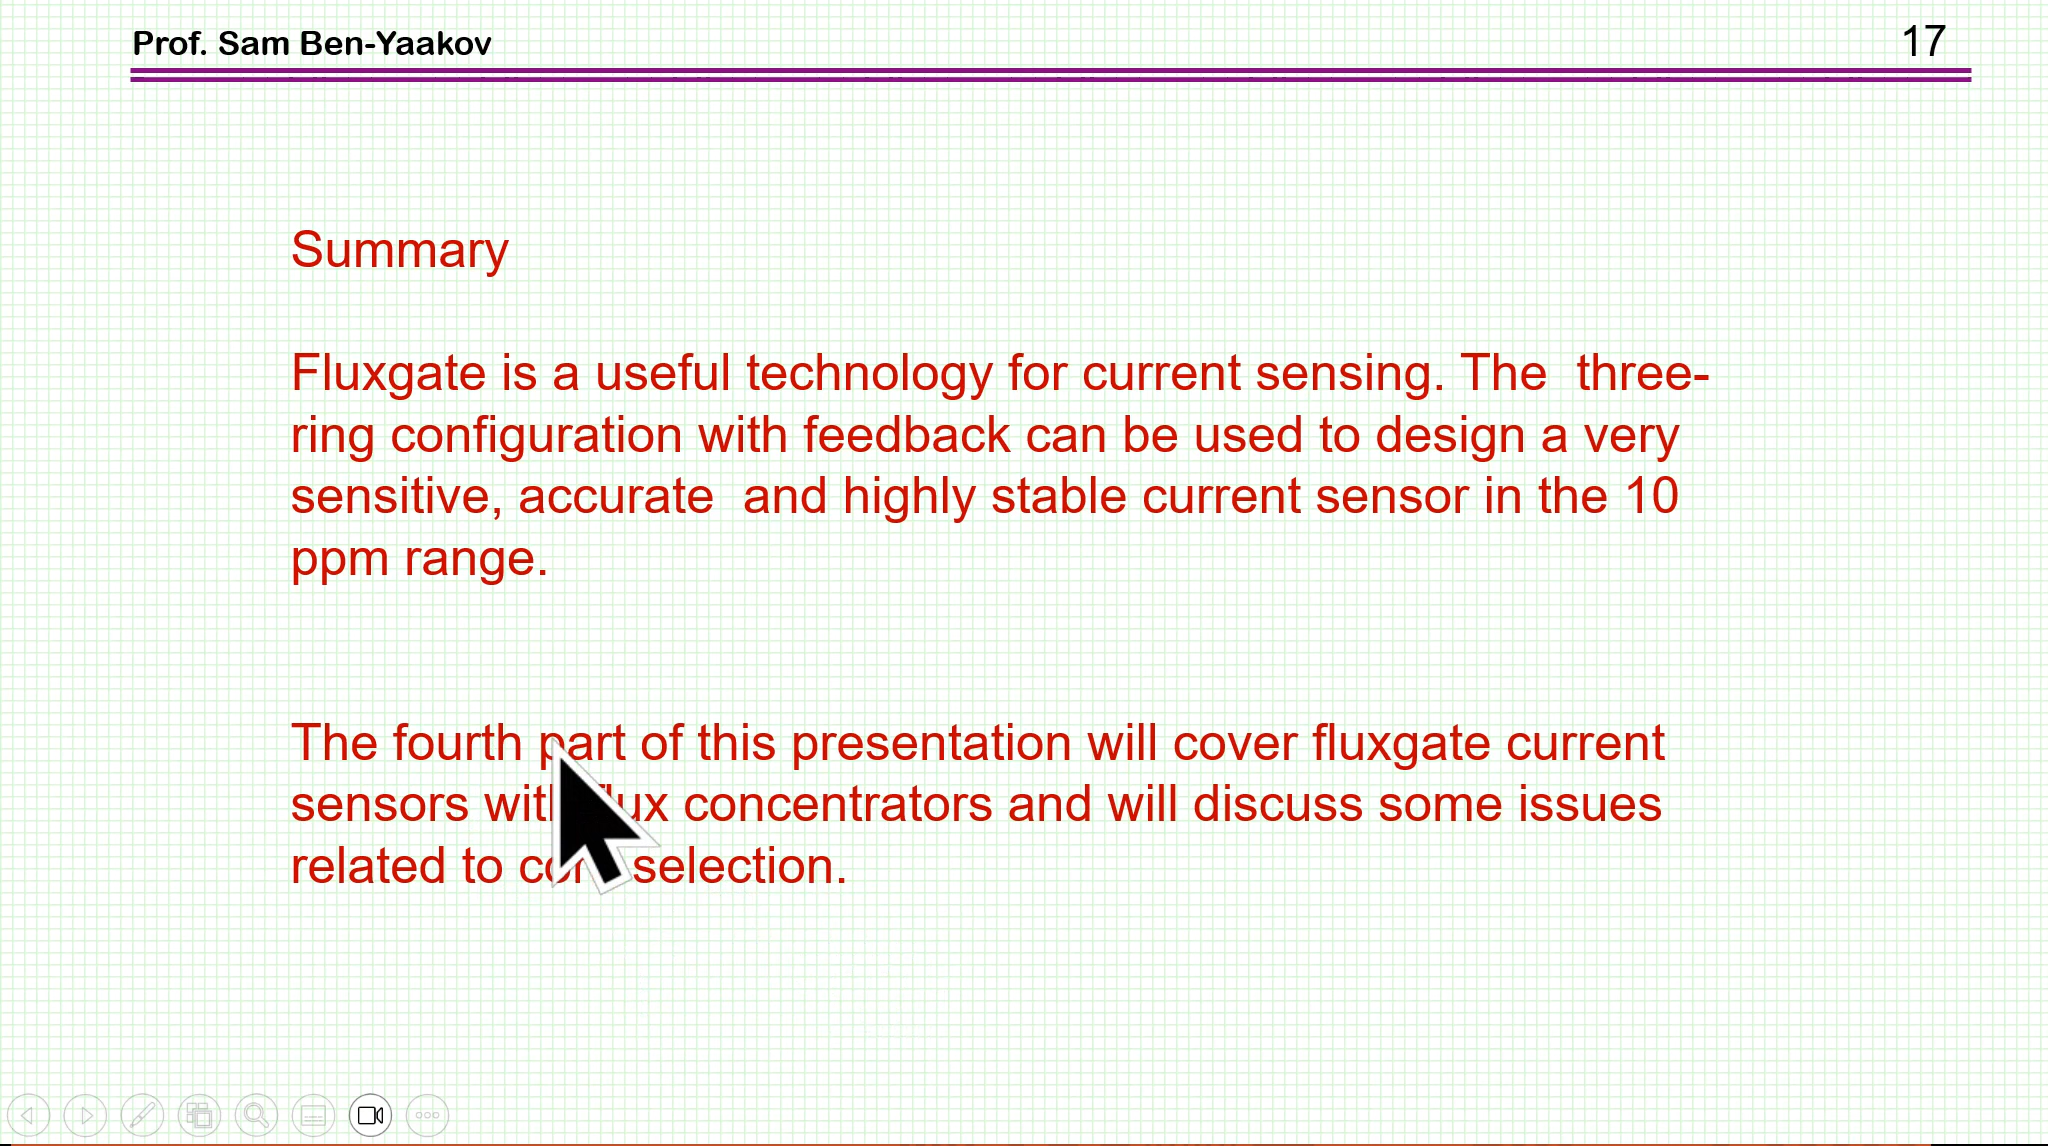 Prof. Sam Ben-Yaakov
17
Summary
Fluxgate is a useful technology for current sensing. The  three-
ring configuration with feedback can be used to design a very
sensitive, accurate  and highly stable current sensor in the 10
ppm range.
The fourth part of this presentation will cover fluxgate current
sensors with flux concentrators and will discuss some issues
related to core selection.